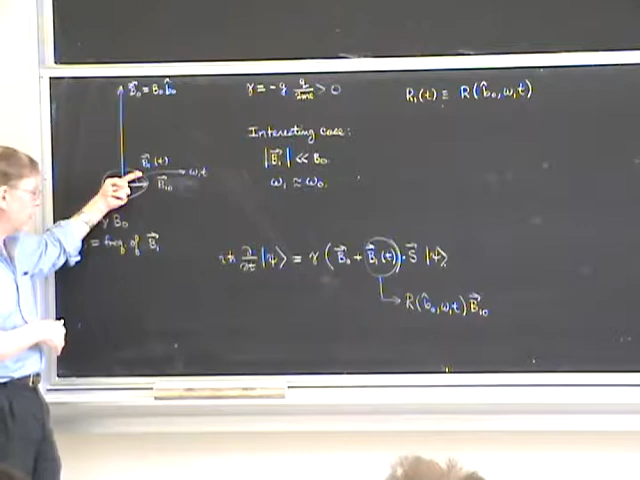 B⃗₀ = B₀ b̂₀
γ = -g q/2mc > 0
R₁(t) ≡ R(b̂₀, ω₁t)
Interesting case:
|B⃗₁| << B₀.
ω₁ ≈ ω₀.
B⃗₁(t)
ω₁t
B⃗₁₀
γB₀
= freq. of B⃗₁
iħ ∂/∂t |ψ⟩ = γ (B⃗₀ + B⃗₁(t)) · S⃗ |ψ⟩
R(b̂₀, ω₁t) B⃗₁₀